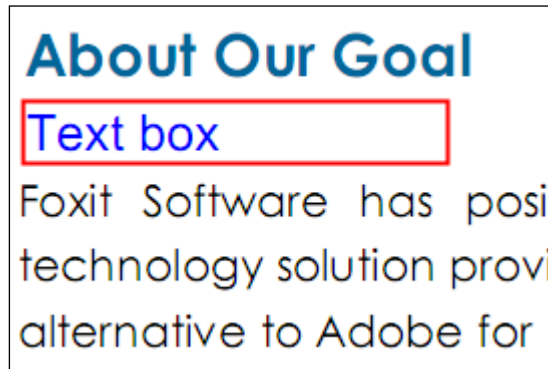 About Our Goal
Text box
Foxit Software has
technology solution
alternative to Adobe for